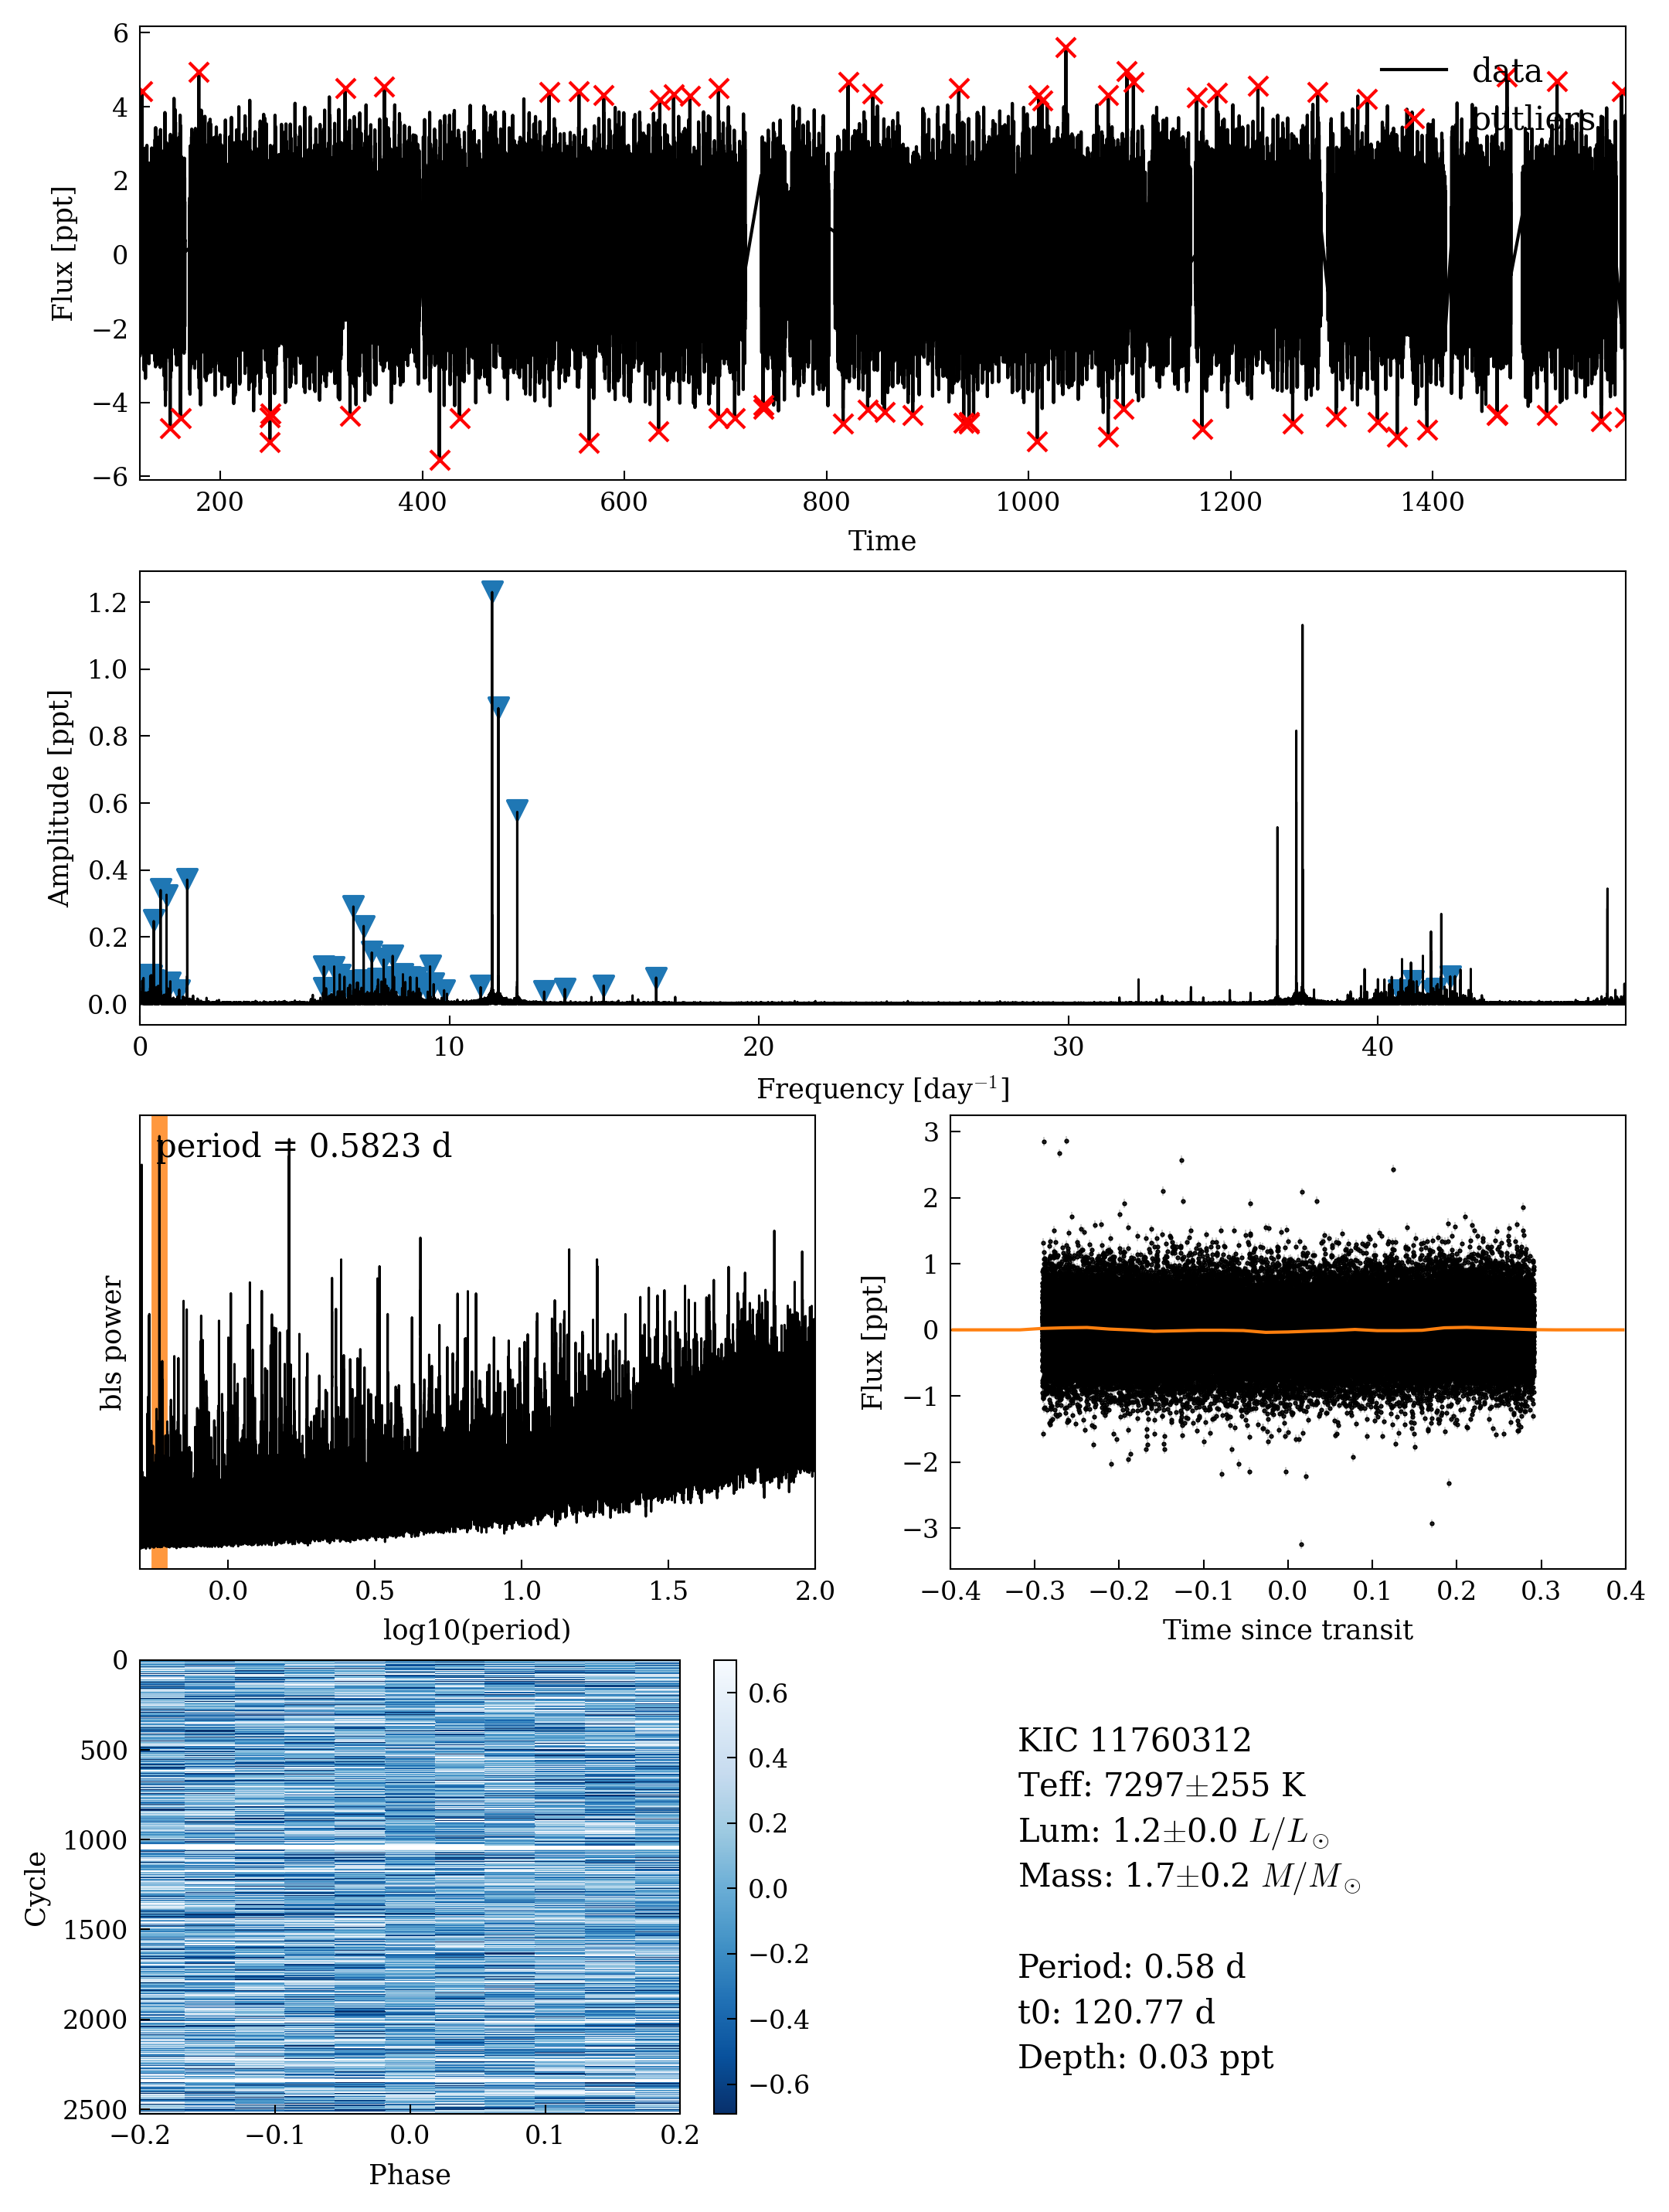 6
4
2
0
−2
−4
−6
Flux [ppt]
data
outliers
200 400 600 800 1000 1200 1400
Time
1.2
1.0
0.8
0.6
0.4
0.2
0.0
Amplitude [ppt]
0 10 20 30 40
Frequency [day⁻¹]
period = 0.5823 d
bls power
0.0 0.5 1.0 1.5 2.0
log10(period)
3
2
1
0
−1
−2
−3
Flux [ppt]
−0.4 −0.3 −0.2 −0.1 0.0 0.1 0.2 0.3 0.4
Time since transit
0
500
1000
1500
2000
2500
Cycle
−0.2 −0.1 0.0 0.1 0.2
Phase
0.6
0.4
0.2
0.0
−0.2
−0.4
−0.6
KIC 11760312
Teff: 7297±255 K
Lum: 1.2±0.0 L/L⊙
Mass: 1.7±0.2 M/M⊙
Period: 0.58 d
t0: 120.77 d
Depth: 0.03 ppt